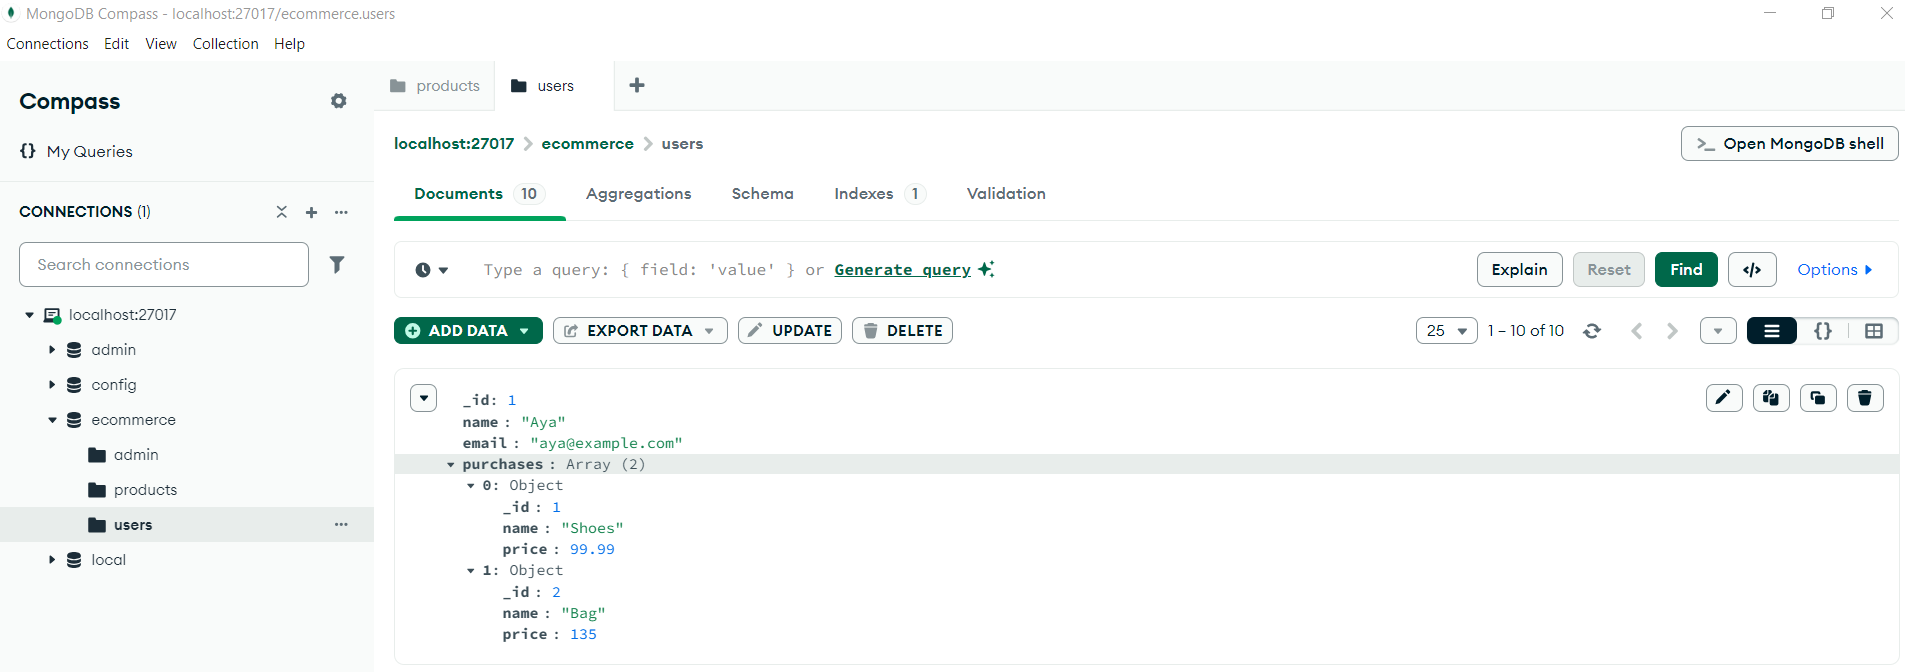 MongoDB Compass - localhost:27017/ecommerce.users
Connections Edit View Collection Help
Compass
{} My Queries
CONNECTIONS (1)
Search connections
localhost:27017
admin
config
ecommerce
admin
products
users
local
products users
localhost:27017 ecommerce users
>_ Open MongoDB shell
Documents 10 Aggregations Schema Indexes 1 Validation
Type a query: { field: 'value' } or Generate query
Explain Reset Find </> Options
ADD DATA EXPORT DATA UPDATE DELETE
25 1 – 10 of 10 {}
_id: 1
name : "Aya"
email : "aya@example.com"
purchases : Array (2)
0: Object
_id : 1
name : "Shoes"
price : 99.99
1: Object
_id : 2
name : "Bag"
price : 135